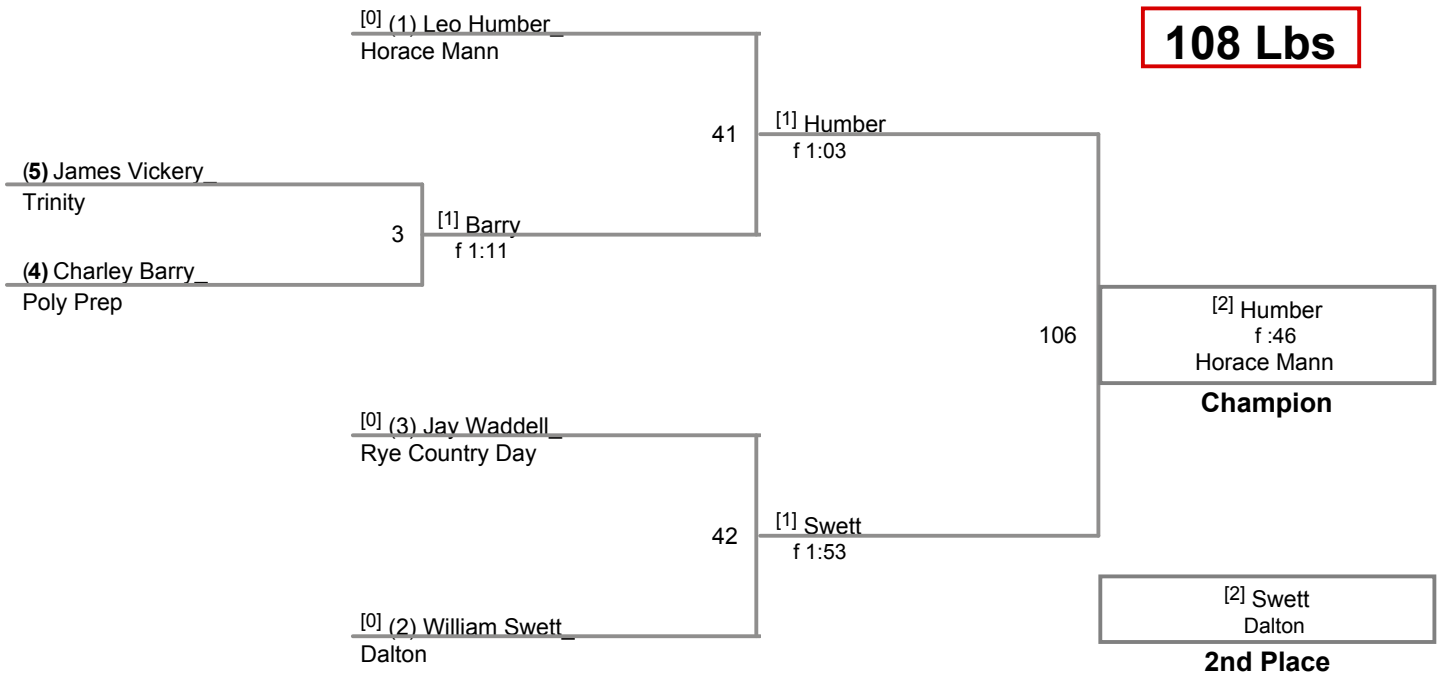 108 Lbs
[0] (1) Leo Humber_
Horace Mann
41
[1] Humber
f 1:03
(5) James Vickery_
Trinity
3
[1] Barry
f 1:11
(4) Charley Barry_
Poly Prep
106
[2] Humber
f :46
Horace Mann
Champion
[0] (3) Jay Waddell_
Rye Country Day
42
[1] Swett
f 1:53
[0] (2) William Swett_
Dalton
[2] Swett
Dalton
2nd Place